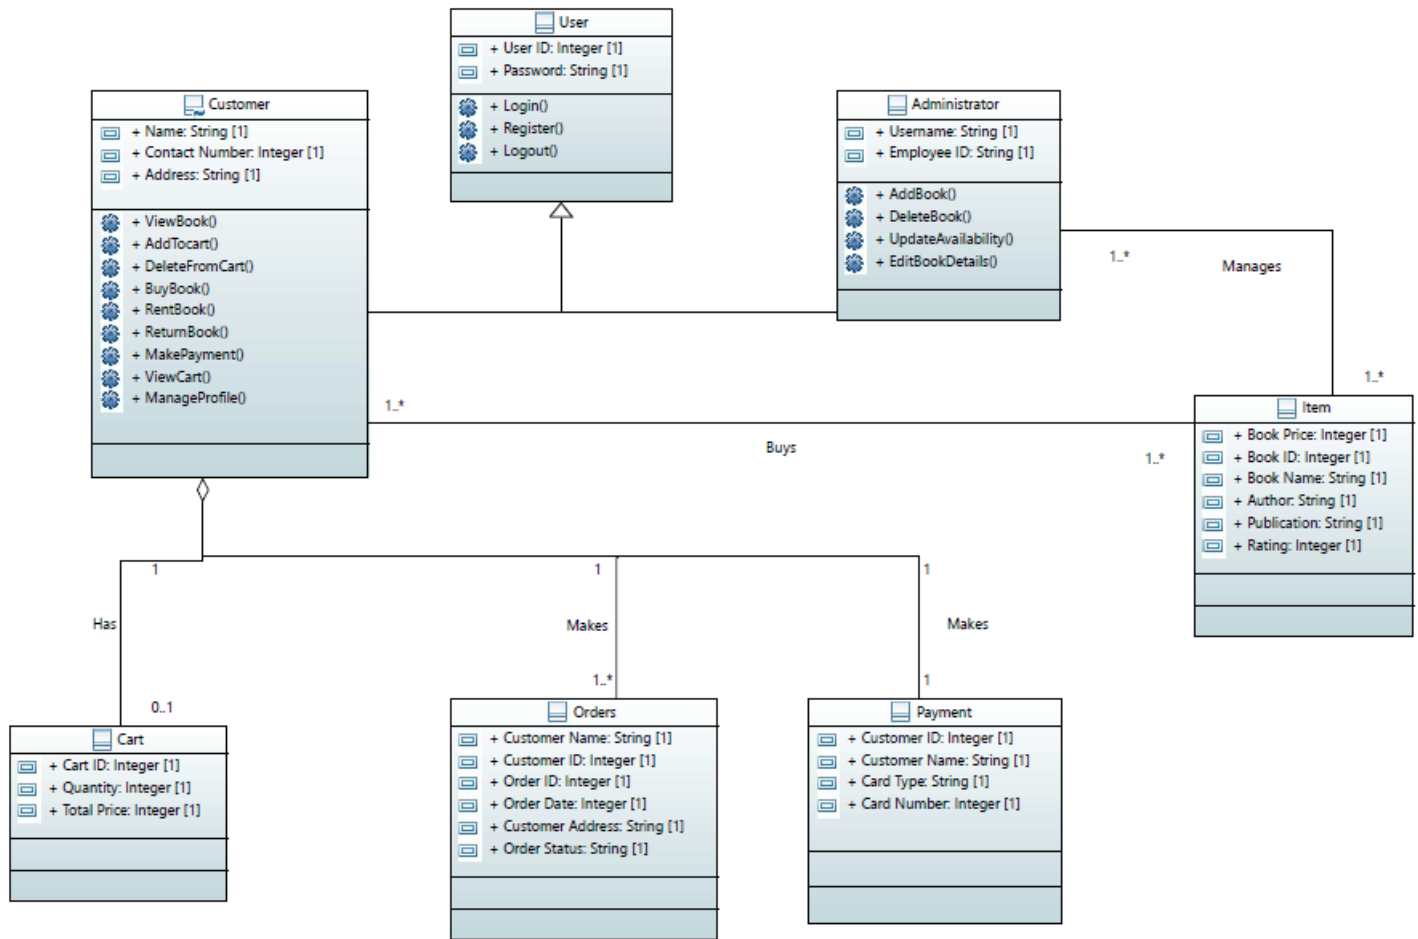 User
+ User ID: Integer [1]
+ Password: String [1]
+ Login()
+ Register()
+ Logout()
Customer
+ Name: String [1]
+ Contact Number: Integer [1]
+ Address: String [1]
+ ViewBook()
+ AddTocart()
+ DeleteFromCart()
+ BuyBook()
+ RentBook()
+ ReturnBook()
+ MakePayment()
+ ViewCart()
+ ManageProfile()
Administrator
+ Username: String [1]
+ Employee ID: String [1]
+ AddBook()
+ DeleteBook()
+ UpdateAvailability()
+ EditBookDetails()
1..*
Manages
1..*
1..*
Buys
1..*
Item
+ Book Price: Integer [1]
+ Book ID: Integer [1]
+ Book Name: String [1]
+ Author: String [1]
+ Publication: String [1]
+ Rating: Integer [1]
1
Has
0..1
1
Makes
1..*
1
Makes
1
Cart
+ Cart ID: Integer [1]
+ Quantity: Integer [1]
+ Total Price: Integer [1]
Orders
+ Customer Name: String [1]
+ Customer ID: Integer [1]
+ Order ID: Integer [1]
+ Order Date: Integer [1]
+ Customer Address: String [1]
+ Order Status: String [1]
Payment
+ Customer ID: Integer [1]
+ Customer Name: String [1]
+ Card Type: String [1]
+ Card Number: Integer [1]